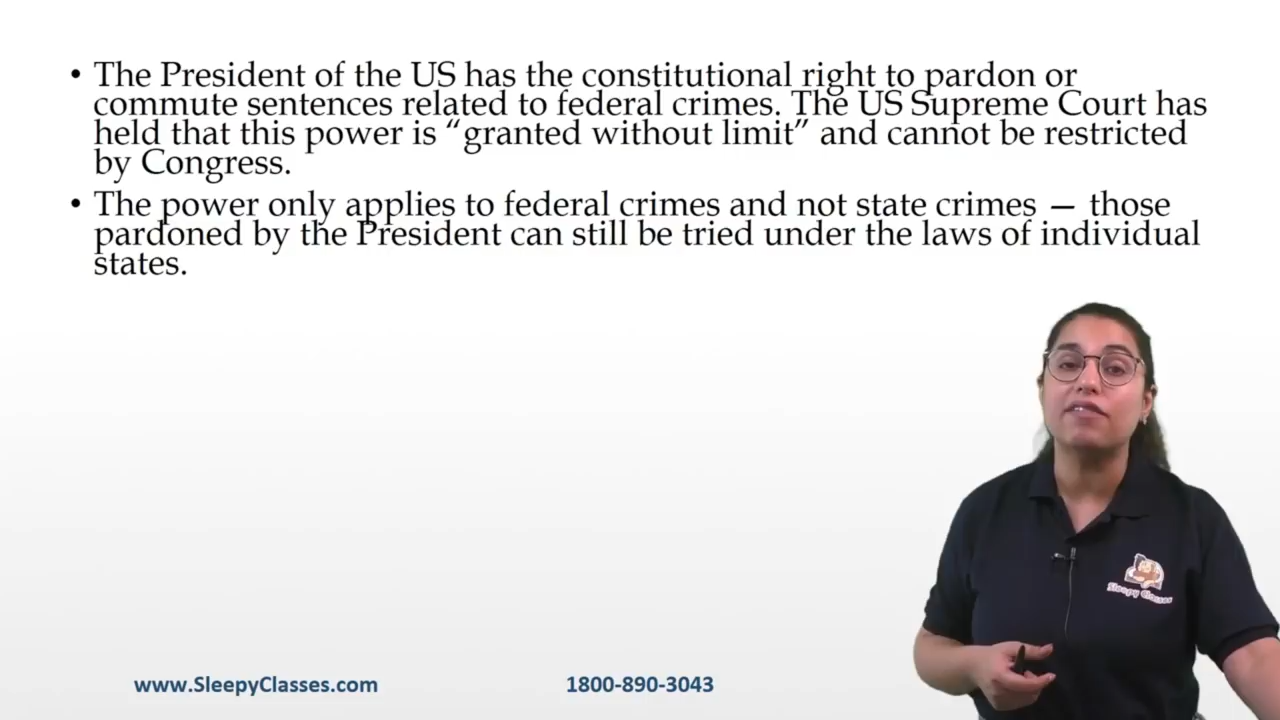 • The President of the US has the constitutional right to pardon or
commute sentences related to federal crimes. The US Supreme Court has
held that this power is “granted without limit” and cannot be restricted
by Congress.
• The power only applies to federal crimes and not state crimes — those
pardoned by the President can still be tried under the laws of individual
states.
Sleepy Classes
www.SleepyClasses.com
1800-890-3043